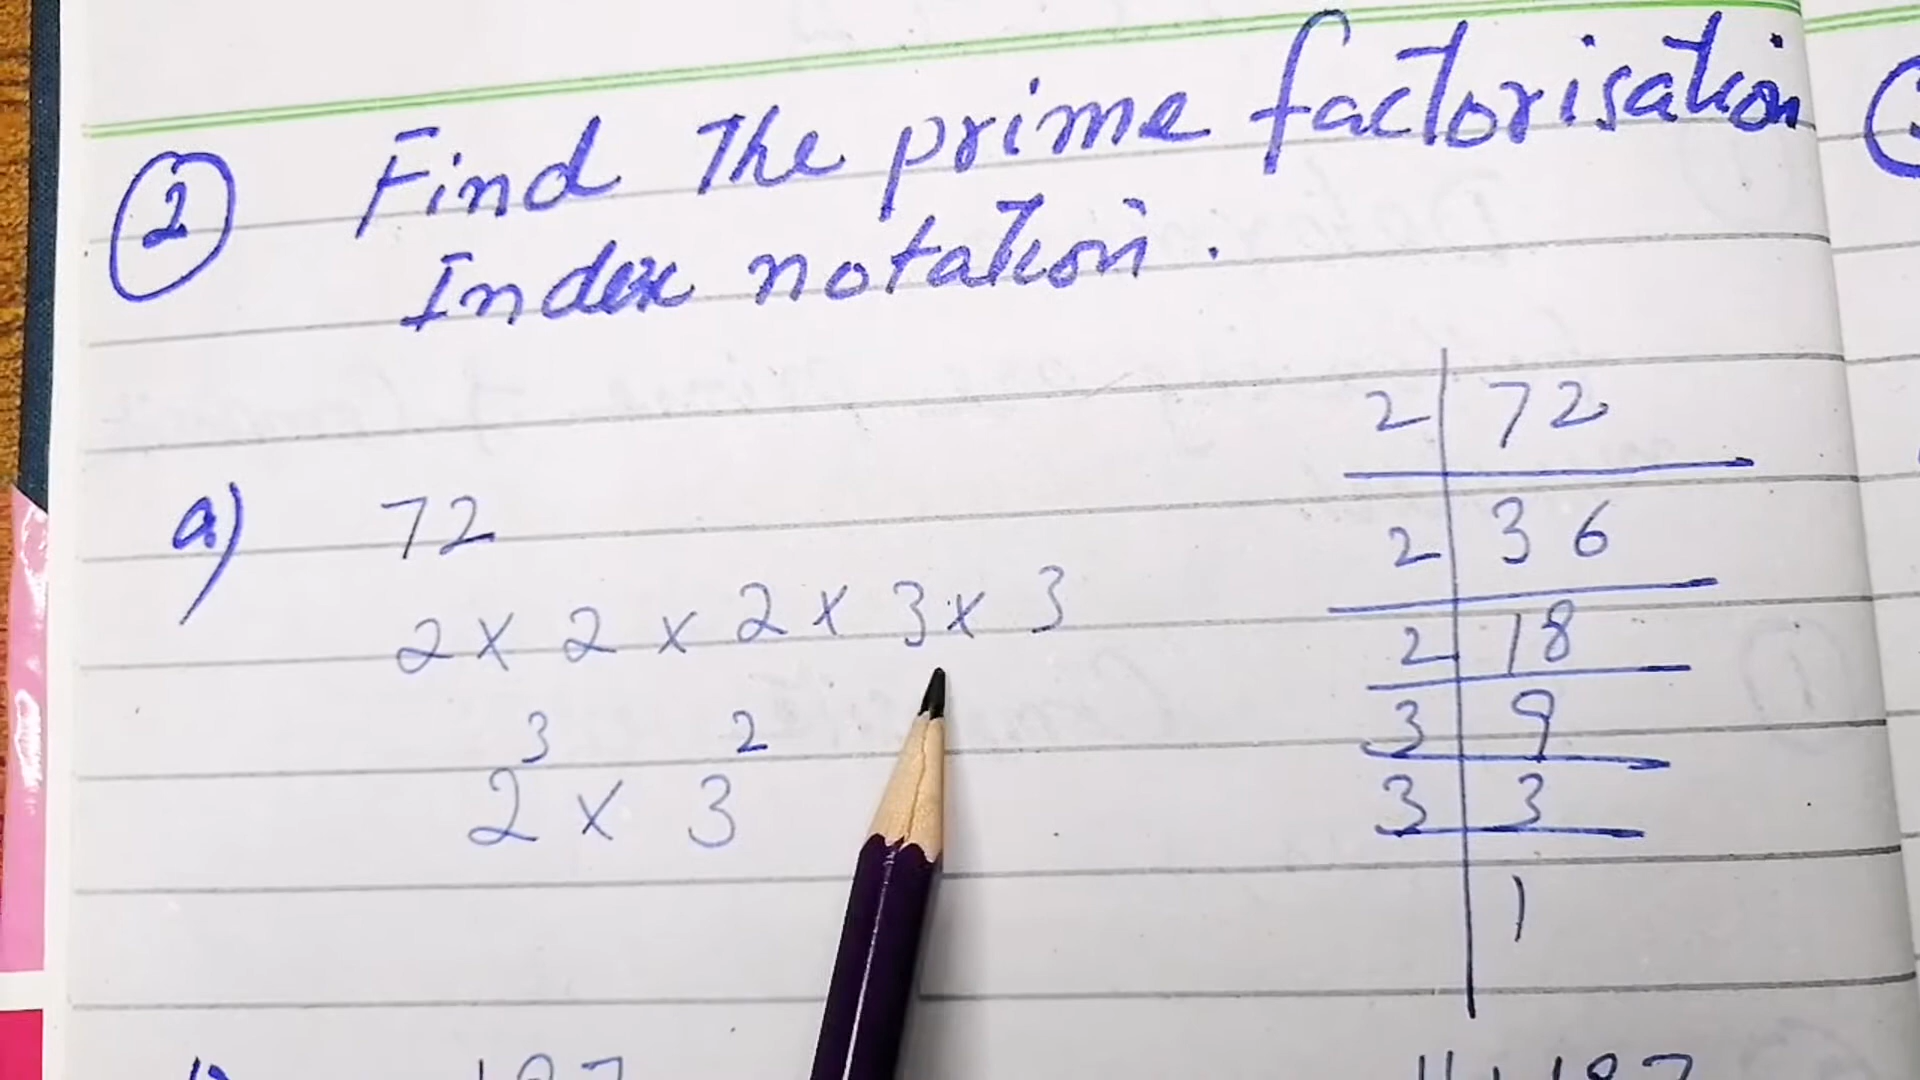 2 Find The prime factorisation
Index notation.
a) 72
2 x 2 x 2 x 3 x 3
2³ x 3²
2 | 72
2 | 36
2 | 18
3 | 9
3 | 3
1